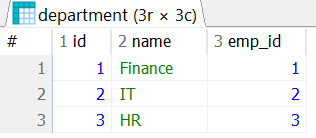 department (3r × 3c)
# 1 id 2 name 3 emp_id
1 1 Finance 1
2 2 IT 2
3 3 HR 3